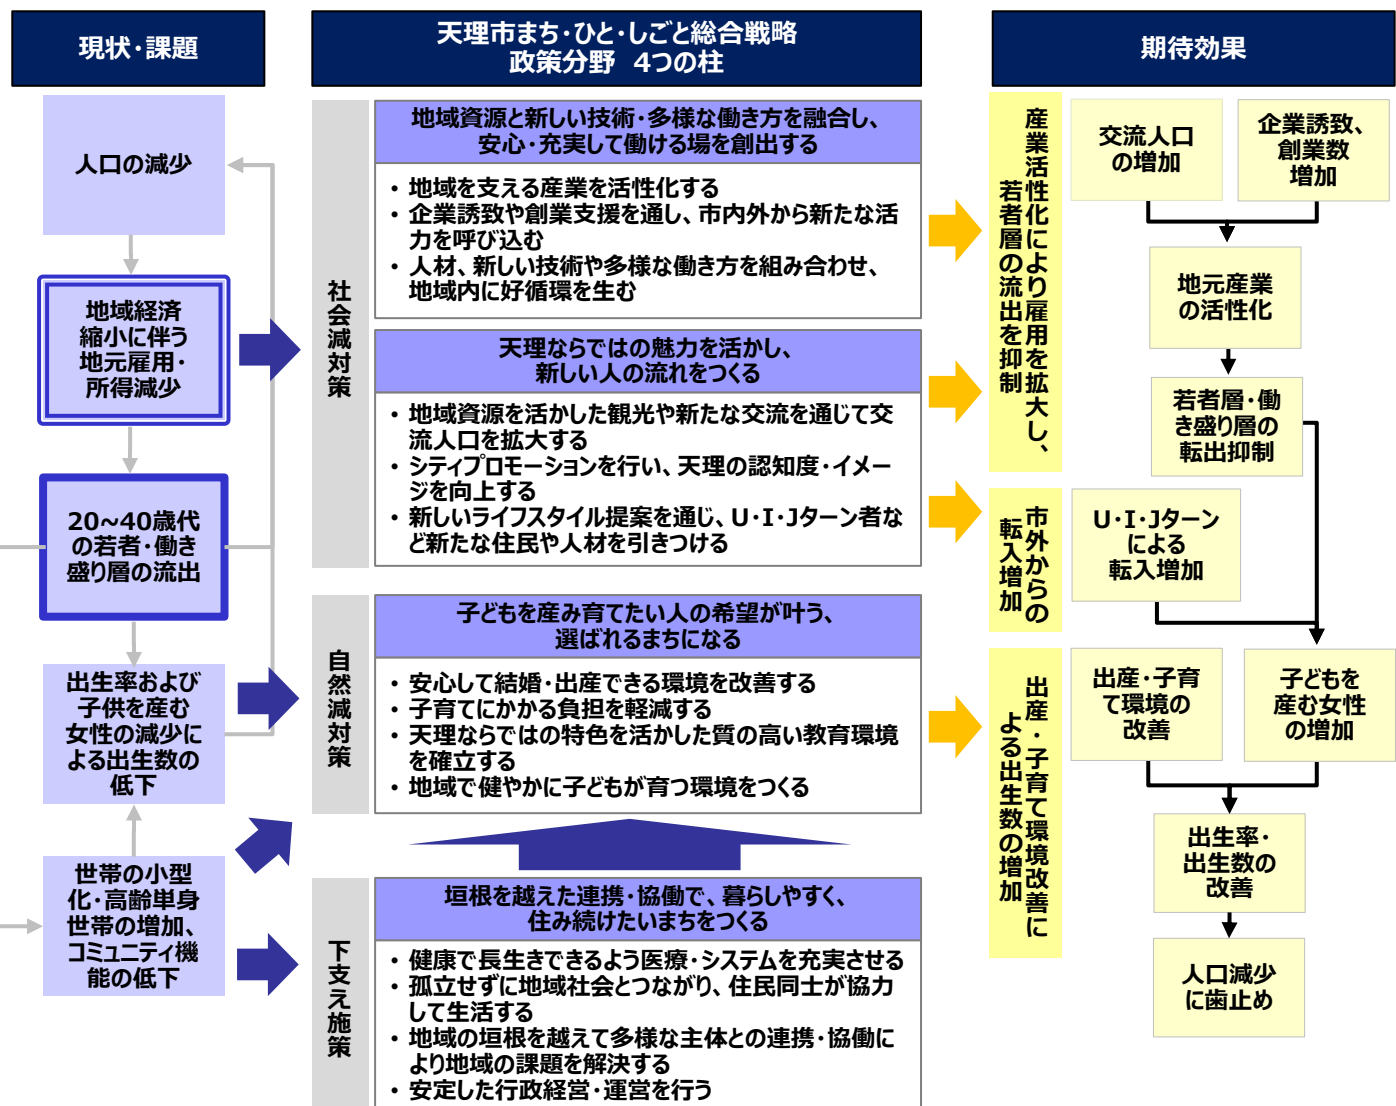 現状・課題
人口の減少
地域経済
縮小に伴う
地元雇用・
所得減少
20~40歳代
の若者・働き
盛り層の流出
出生率および
子供を産む
女性の減少に
よる出生数の
低下
世帯の小型
化・高齢単身
世帯の増加、
コミュニティ機
能の低下
天理市まち・ひと・しごと総合戦略
政策分野 4つの柱
社会減対策
地域資源と新しい技術・多様な働き方を融合し、
安心・充実して働ける場を創出する
・ 地域を支える産業を活性化する
・ 企業誘致や創業支援を通し、市内外から新たな活
力を呼び込む
・ 人材、新しい技術や多様な働き方を組み合わせ、
地域内に好循環を生む
天理ならではの魅力を活かし、
新しい人の流れをつくる
・ 地域資源を活かした観光や新たな交流を通じて交
流人口を拡大する
・ シティプロモーションを行い、天理の認知度・イメー
ジを向上する
・ 新しいライフスタイル提案を通じ、U・I・Jターン者な
ど新たな住民や人材を引きつける
自然減対策
子どもを産み育てたい人の希望が叶う、
選ばれるまちになる
・ 安心して結婚・出産できる環境を改善する
・ 子育てにかかる負担を軽減する
・ 天理ならではの特色を活かした質の高い教育環境
を確立する
・ 地域で健やかに子どもが育つ環境をつくる
下支え施策
垣根を越えた連携・協働で、暮らしやすく、
住み続けたいまちをつくる
・ 健康で長生きできるよう医療・システムを充実させる
・ 孤立せずに地域社会とつながり、住民同士が協力
して生活する
・ 地域の垣根を越えて多様な主体との連携・協働に
より地域の課題を解決する
・ 安定した行政経営・運営を行う
期待効果
産業活性化により雇用を拡大し、
若者層の流出を抑制
交流人口
の増加
企業誘致、
創業数
増加
地元産業
の活性化
若者層・働
き盛り層の
転出抑制
市外からの
転入増加
U・I・Jターン
による
転入増加
出産・子育て環境改善に
よる出生数の増加
出産・子育
て環境の
改善
子どもを
産む女性
の増加
出生率・
出生数の
改善
人口減少
に歯止め